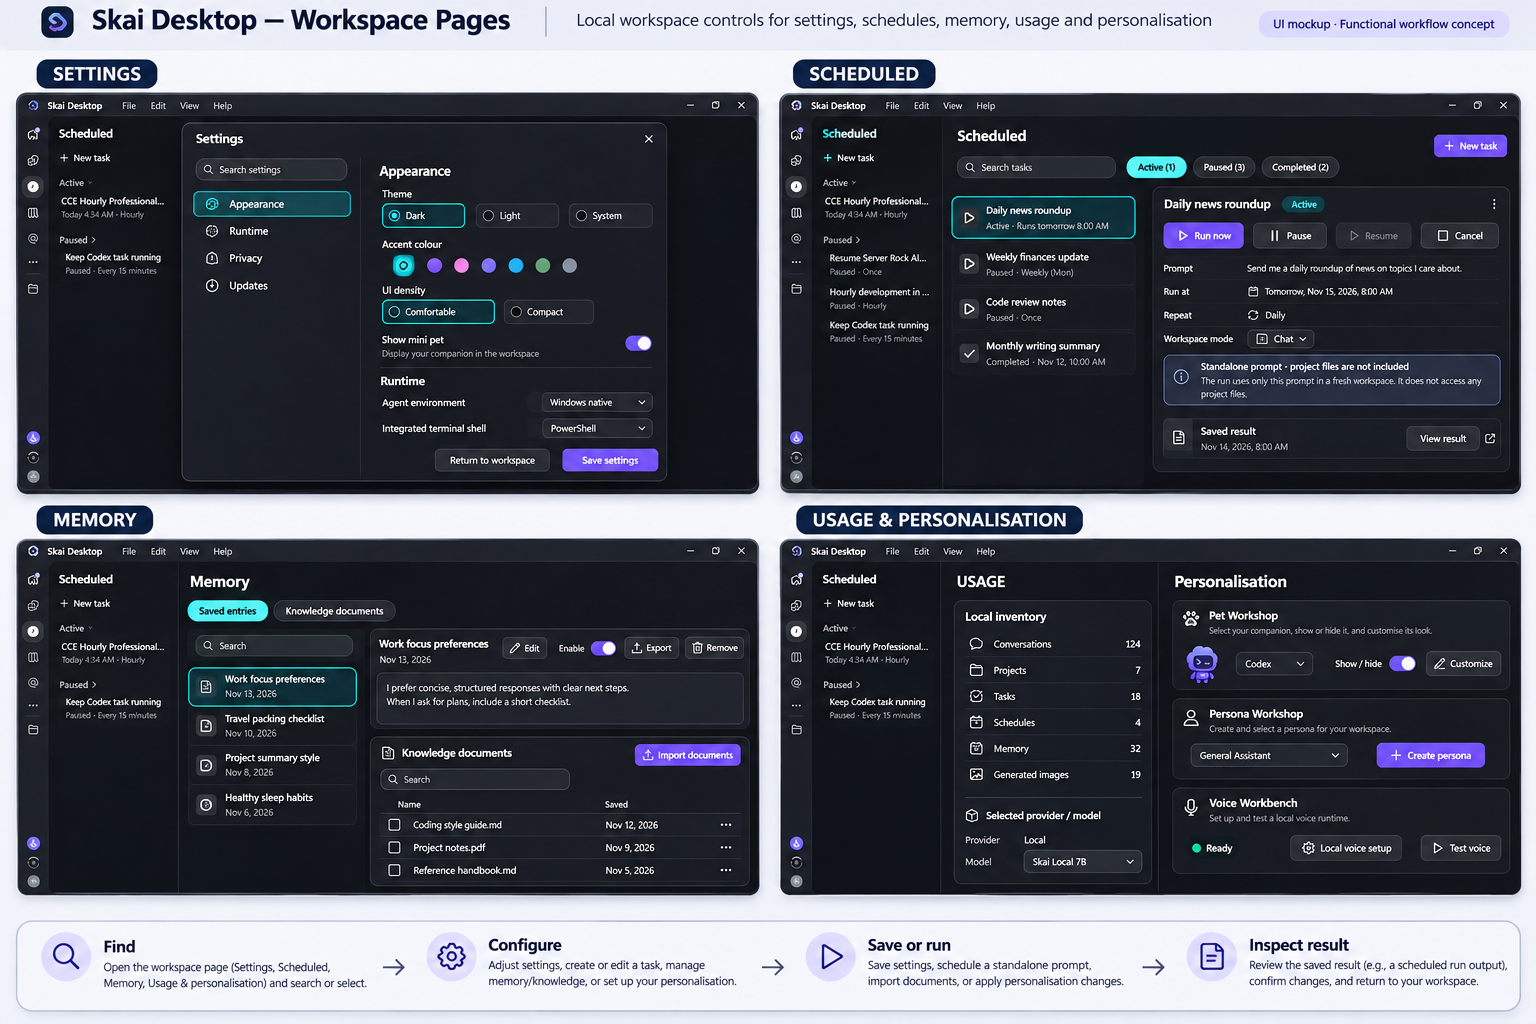 Skai Desktop — Workspace Pages
Local workspace controls for settings, schedules, memory, usage and personalisation
UI mockup · Functional workflow concept
SETTINGS
Skai Desktop File Edit View Help
Scheduled
+ New task
Active
CCE Hourly Professional...
Today 4:34 AM · Hourly
Paused >
Keep Codex task running
Paused · Every 15 minutes
Settings
Search settings
Appearance
Runtime
Privacy
Updates
Appearance
Theme
Dark
Light
System
Accent colour
UI density
Comfortable
Compact
Show mini pet
Display your companion in the workspace
Runtime
Agent environment
Windows native
Integrated terminal shell
PowerShell
Return to workspace
Save settings
SCHEDULED
Skai Desktop File Edit View Help
Scheduled
+ New task
Active
CCE Hourly Professional...
Today 4:34 AM · Hourly
Paused >
Resume Server Rock Al...
Paused · Once
Hourly development in ...
Paused · Hourly
Keep Codex task running
Paused · Every 15 minutes
Scheduled
+ New task
Search tasks
Active (1)
Paused (3)
Completed (2)
Daily news roundup
Active · Runs tomorrow 8:00 AM
Weekly finances update
Paused · Weekly (Mon)
Code review notes
Paused · Once
Monthly writing summary
Completed · Nov 12, 10:00 AM
Daily news roundup
Active
Run now
Pause
Resume
Cancel
Prompt
Send me a daily roundup of news on topics I care about.
Run at
Tomorrow, Nov 15, 2026, 8:00 AM
Repeat
Daily
Workspace mode
Chat
Standalone prompt · project files are not included
The run uses only this prompt in a fresh workspace. It does not access any
project files.
Saved result
Nov 14, 2026, 8:00 AM
View result
MEMORY
Skai Desktop File Edit View Help
Scheduled
+ New task
Active
CCE Hourly Professional...
Today 4:34 AM · Hourly
Paused >
Keep Codex task running
Paused · Every 15 minutes
Memory
Saved entries
Knowledge documents
Search
Work focus preferences
Nov 13, 2026
Travel packing checklist
Nov 10, 2026
Project summary style
Nov 8, 2026
Healthy sleep habits
Nov 6, 2026
Work focus preferences
Nov 13, 2026
Edit
Enable
Export
Remove
I prefer concise, structured responses with clear next steps.
When I ask for plans, include a short checklist.
Knowledge documents
Import documents
Search
Name Saved
Coding style guide.md Nov 12, 2026
Project notes.pdf Nov 9, 2026
Reference handbook.md Nov 5, 2026
USAGE & PERSONALISATION
Skai Desktop File Edit View Help
Scheduled
+ New task
Active
CCE Hourly Professional...
Today 4:34 AM · Hourly
Paused >
Keep Codex task running
Paused · Every 15 minutes
USAGE
Local inventory
Conversations 124
Projects 7
Tasks 18
Schedules 4
Memory 32
Generated images 19
Selected provider / model
Provider Local
Model Skai Local 7B
Personalisation
Pet Workshop
Select your companion, show or hide it, and customise its look.
Codex
Show / hide
Customize
Persona Workshop
Create and select a persona for your workspace.
General Assistant
+ Create persona
Voice Workbench
Set up and test a local voice runtime.
Ready
Local voice setup
Test voice
Find
Open the workspace page (Settings, Scheduled,
Memory, Usage & personalisation) and search or select.
Configure
Adjust settings, create or edit a task, manage
memory/knowledge, or set up your personalisation.
Save or run
Save settings, schedule a standalone prompt,
import documents, or apply personalisation changes.
Inspect result
Review the saved result (e.g., a scheduled run output),
confirm changes, and return to your workspace.